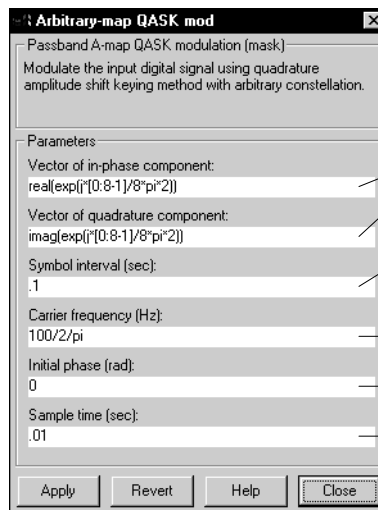 Arbitrary-map QASK mod
Passband A-map QASK modulation (mask)
Modulate the input digital signal using quadrature
amplitude shift keying method with arbitrary constellation.
Parameters
Vector of in-phase component:
real(exp(j*[0:8-1]/8*pi*2))
Vector of quadrature component:
imag(exp(j*[0:8-1]/8*pi*2))
Symbol interval (sec):
.1
Carrier frequency (Hz):
100/2/pi
Initial phase (rad):
0
Sample time (sec):
.01
Apply Revert Help Close